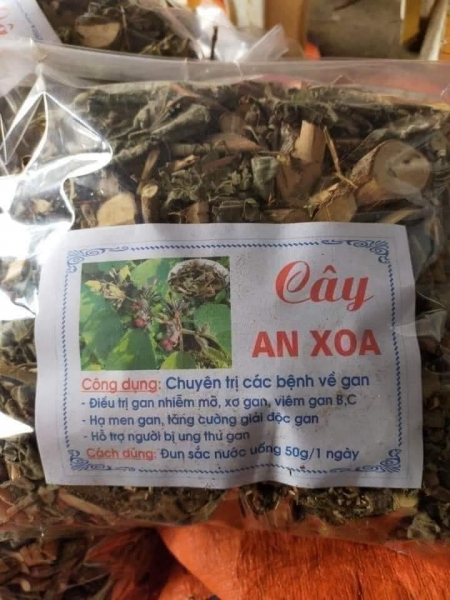 Cây
AN XOA
Công dụng: Chuyên trị các bệnh về gan
- Điều trị gan nhiễm mỡ, xơ gan, viêm gan B,C
- Hạ men gan, tăng cường giải độc gan
- Hỗ trợ người bị ung thư gan
Cách dùng: Đun sắc nước uống 50g/1 ngày